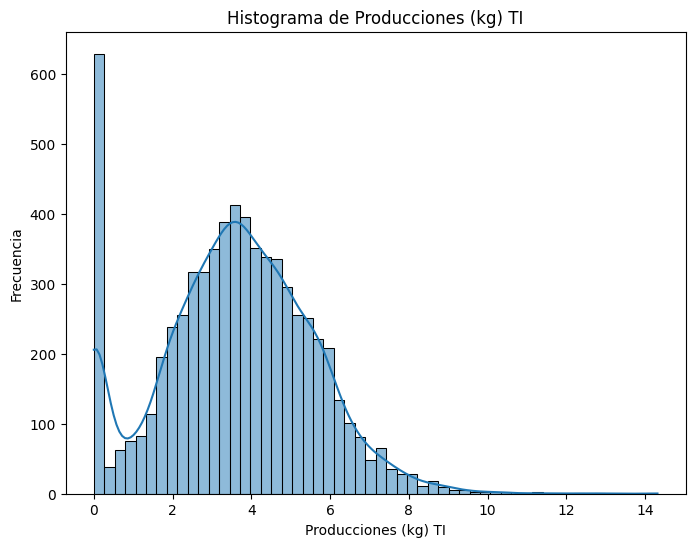 Histograma de Producciones (kg) TI
Frecuencia
600
500
400
300
200
100
0
0 2 4 6 8 10 12 14
Producciones (kg) TI